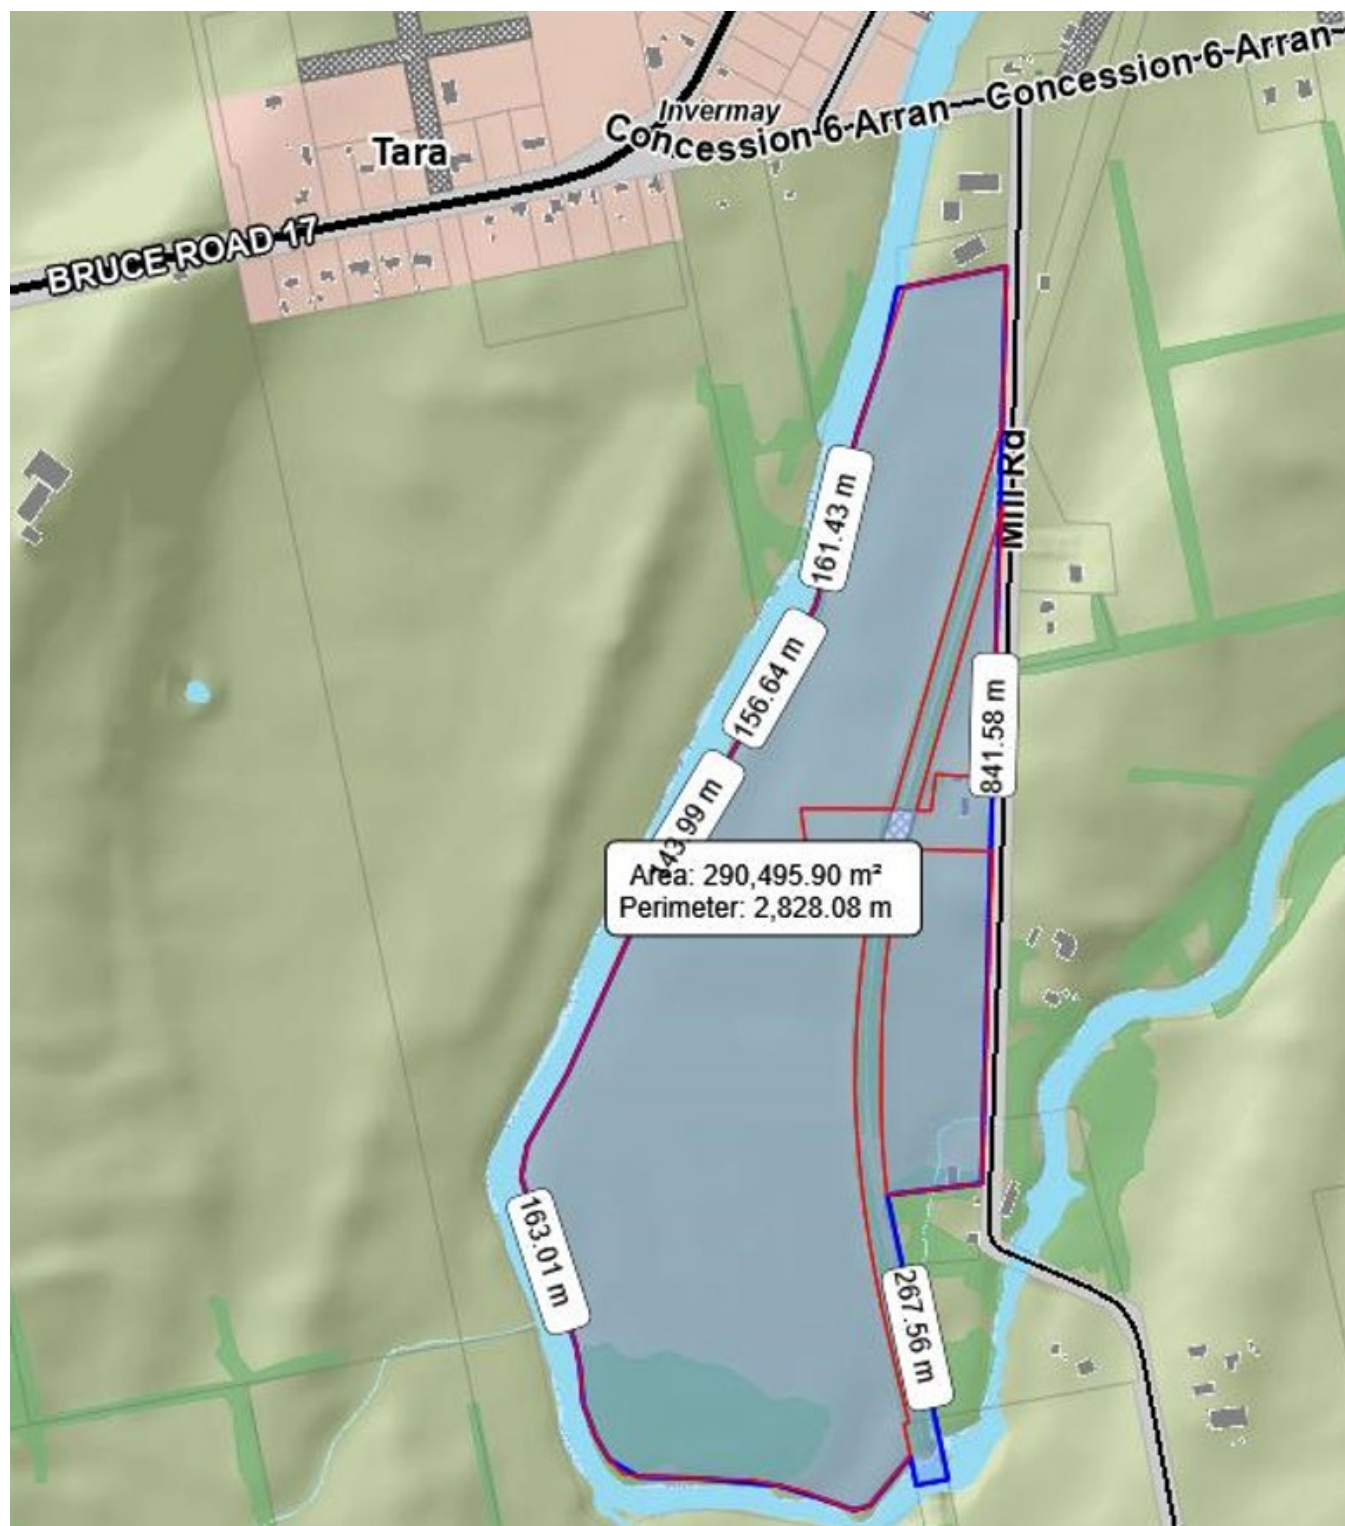 Concession 6 Arran
Invermay
Concession 6 Arran
Tara
BRUCE ROAD 17
Mill Rd
161.43 m
156.64 m
841.58 m
143.99 m
Area: 290,495.90 m²
Perimeter: 2,828.08 m
163.01 m
267.56 m